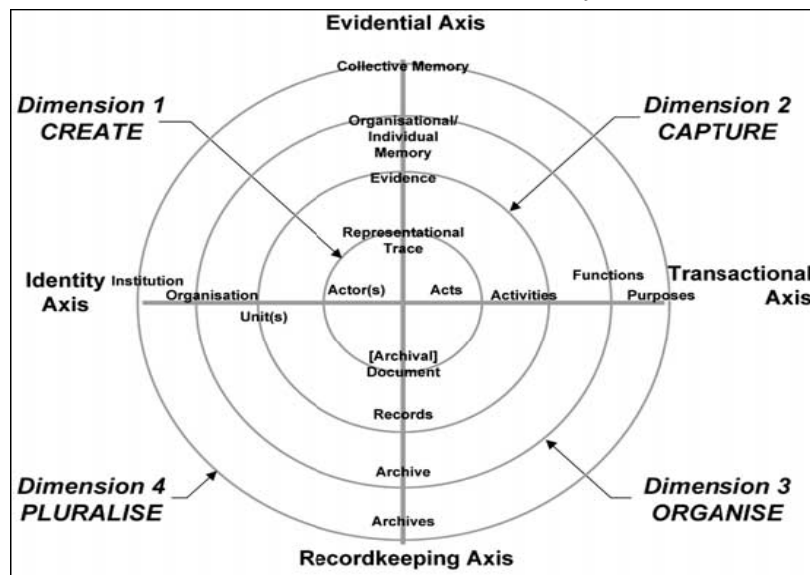 Evidential Axis
Collective Memory
Dimension 1
CREATE
Dimension 2
CAPTURE
Organisational/
Individual
Memory
Evidence
Representational
Trace
Identity
Axis
Institution
Organisation
Unit(s)
Actor(s)
Acts
Activities
Functions
Purposes
Transactional
Axis
[Archival]
Document
Records
Archive
Archives
Dimension 4
PLURALISE
Dimension 3
ORGANISE
Recordkeeping Axis